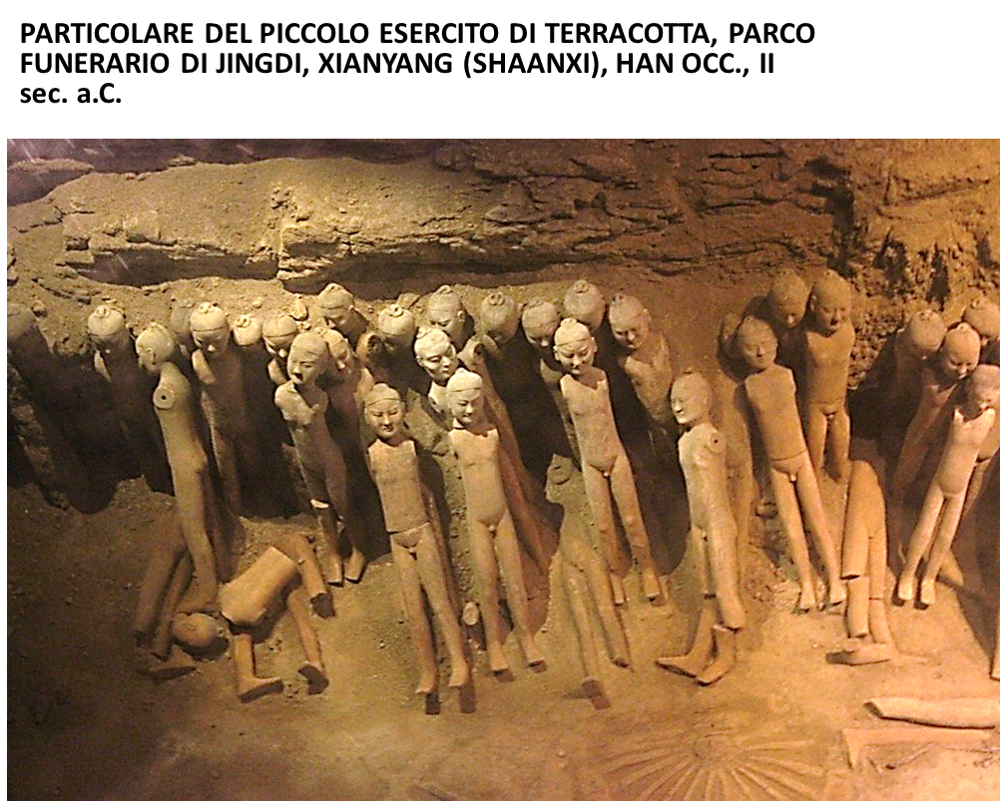 PARTICOLARE DEL PICCOLO ESERCITO DI TERRACOTTA, PARCO
FUNERARIO DI JINGDI, XIANYANG (SHAANXI), HAN OCC., II
sec. a.C.